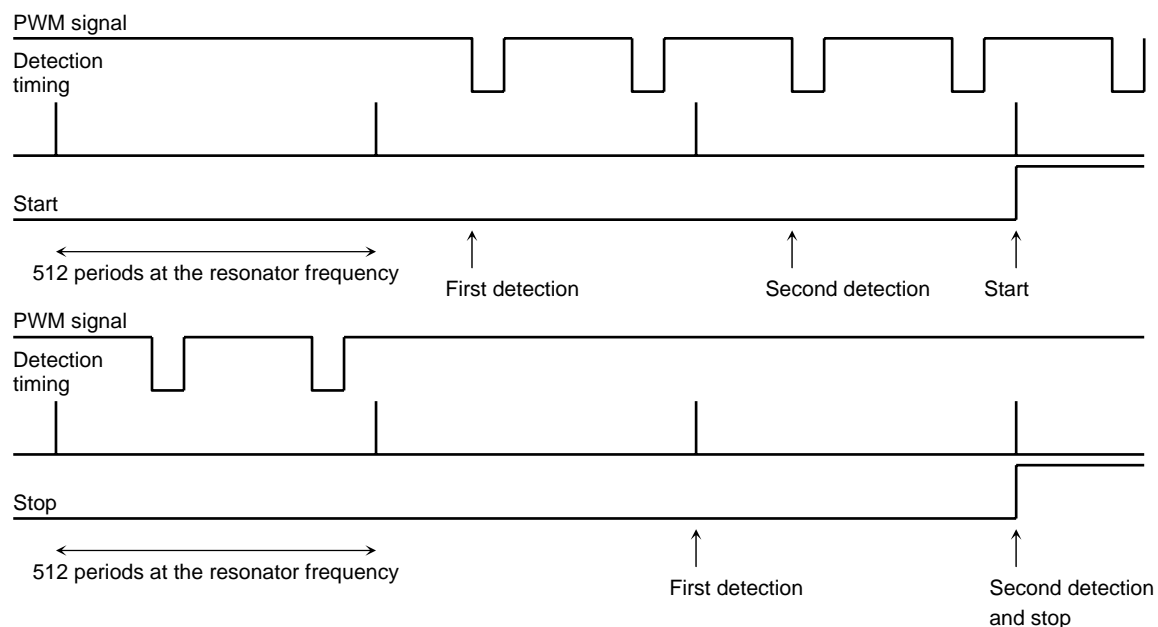 PWM signal
Detection
timing
Start
512 periods at the resonator frequency
First detection
Second detection
Start
PWM signal
Detection
timing
Stop
512 periods at the resonator frequency
First detection
Second detection
and stop